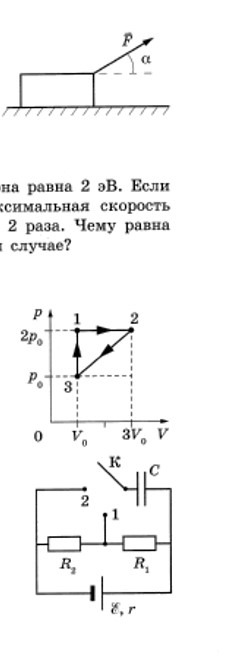 F
α
на равна 2 эВ. Если
ксимальная скорость
2 раза. Чему равна
случае?
p
1 2
2p₀
p₀
3
0 V₀ 3V₀ V
К
C
2
1
R₂ R₁
ℰ, r